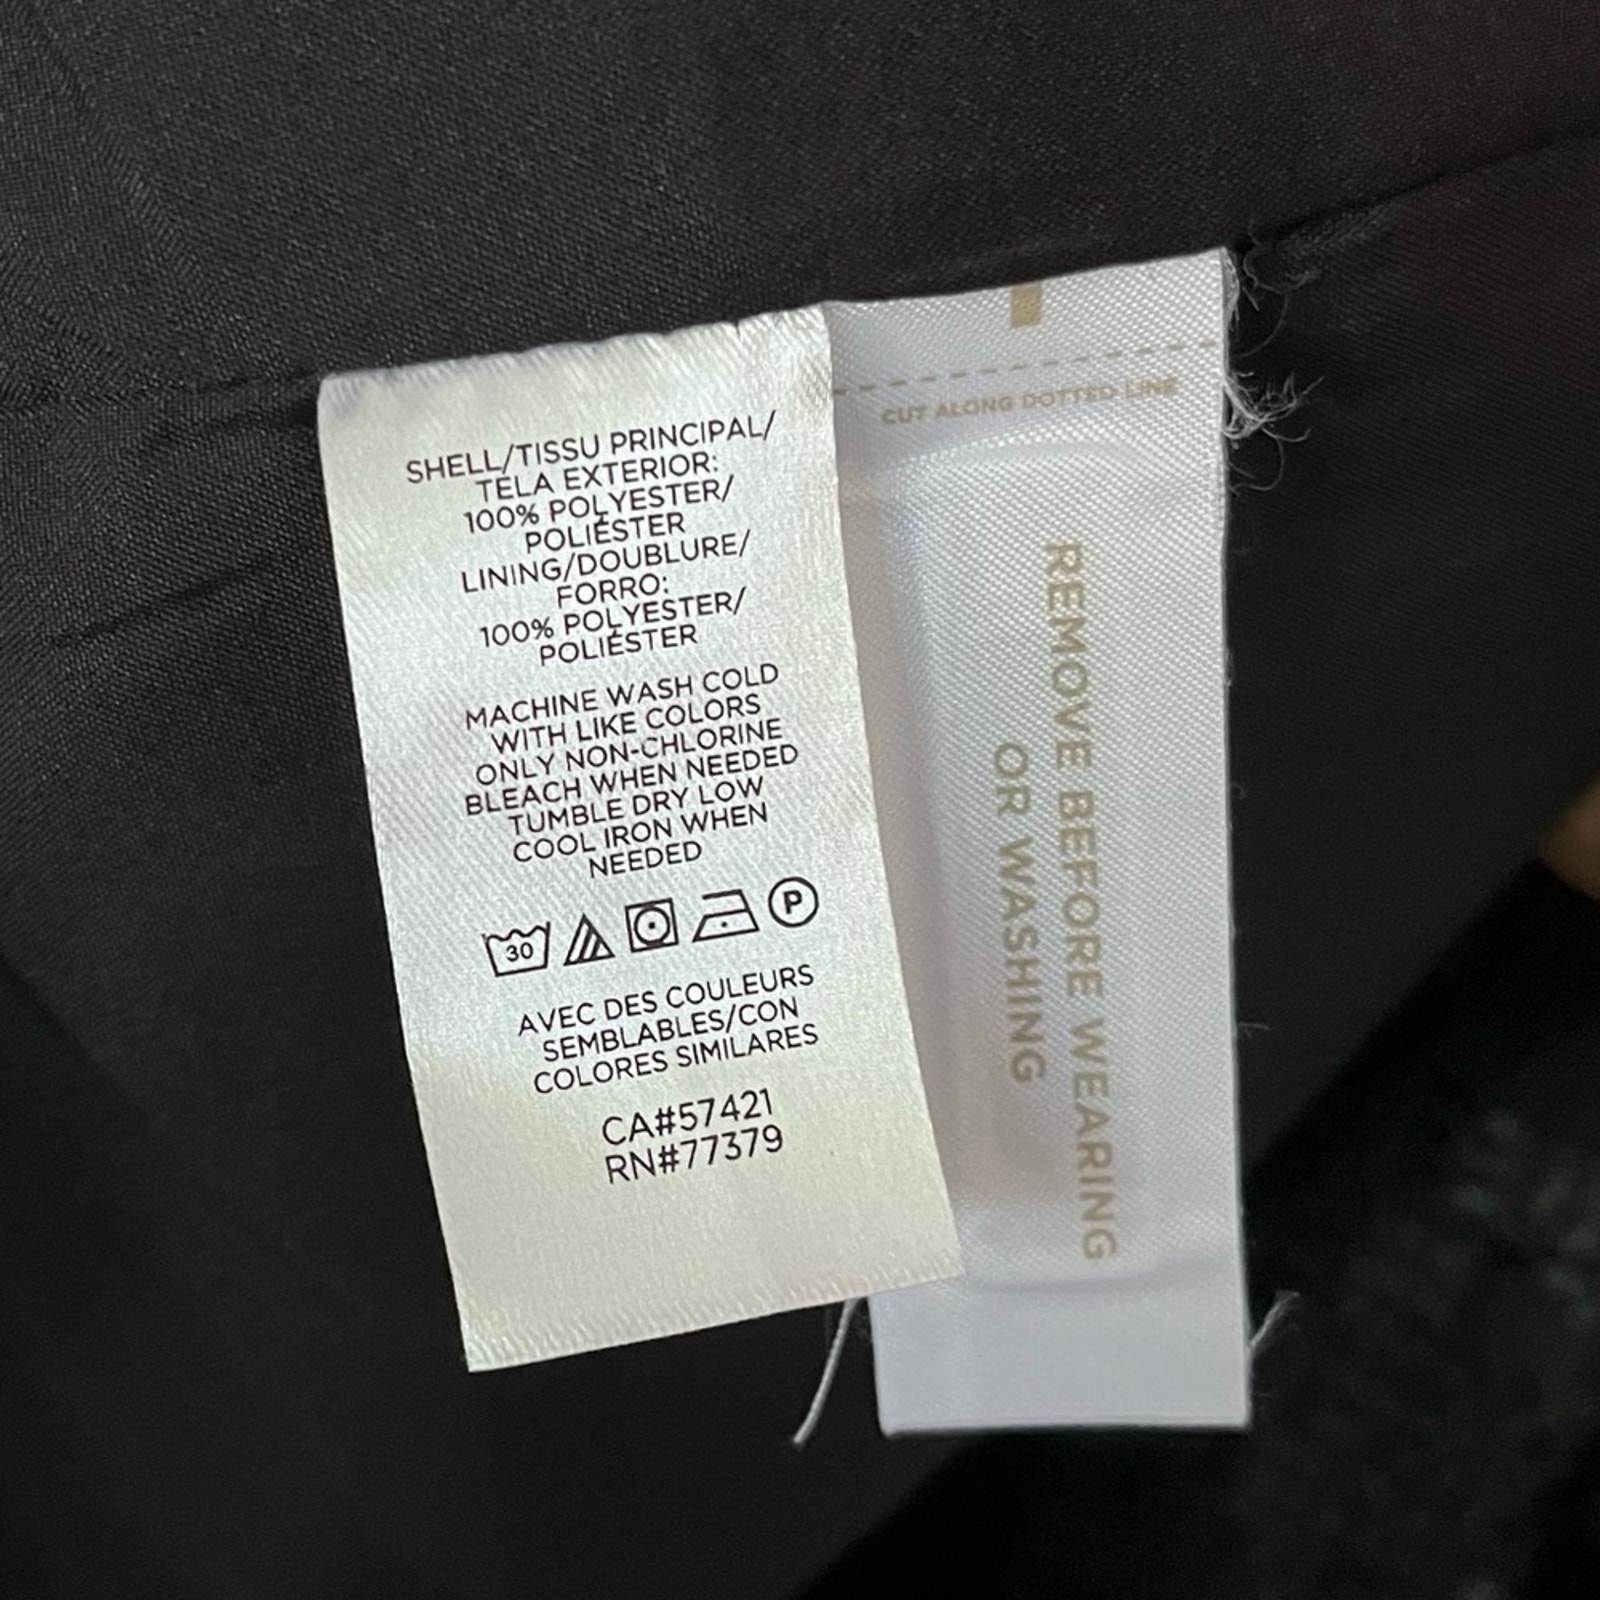 SHELL/TISSU PRINCIPAL/
TELA EXTERIOR:
100% POLYESTER/
POLIÉSTER
LINING/DOUBLURE/
FORRO:
100% POLYESTER/
POLIÉSTER
MACHINE WASH COLD
WITH LIKE COLORS
ONLY NON-CHLORINE
BLEACH WHEN NEEDED
TUMBLE DRY LOW
COOL IRON WHEN
NEEDED
30
P
AVEC DES COULEURS
SEMBLABLES/CON
COLORES SIMILARES
CA#57421
RN#77379
CUT ALONG DOTTED LINE
REMOVE BEFORE WEARING
OR WASHING